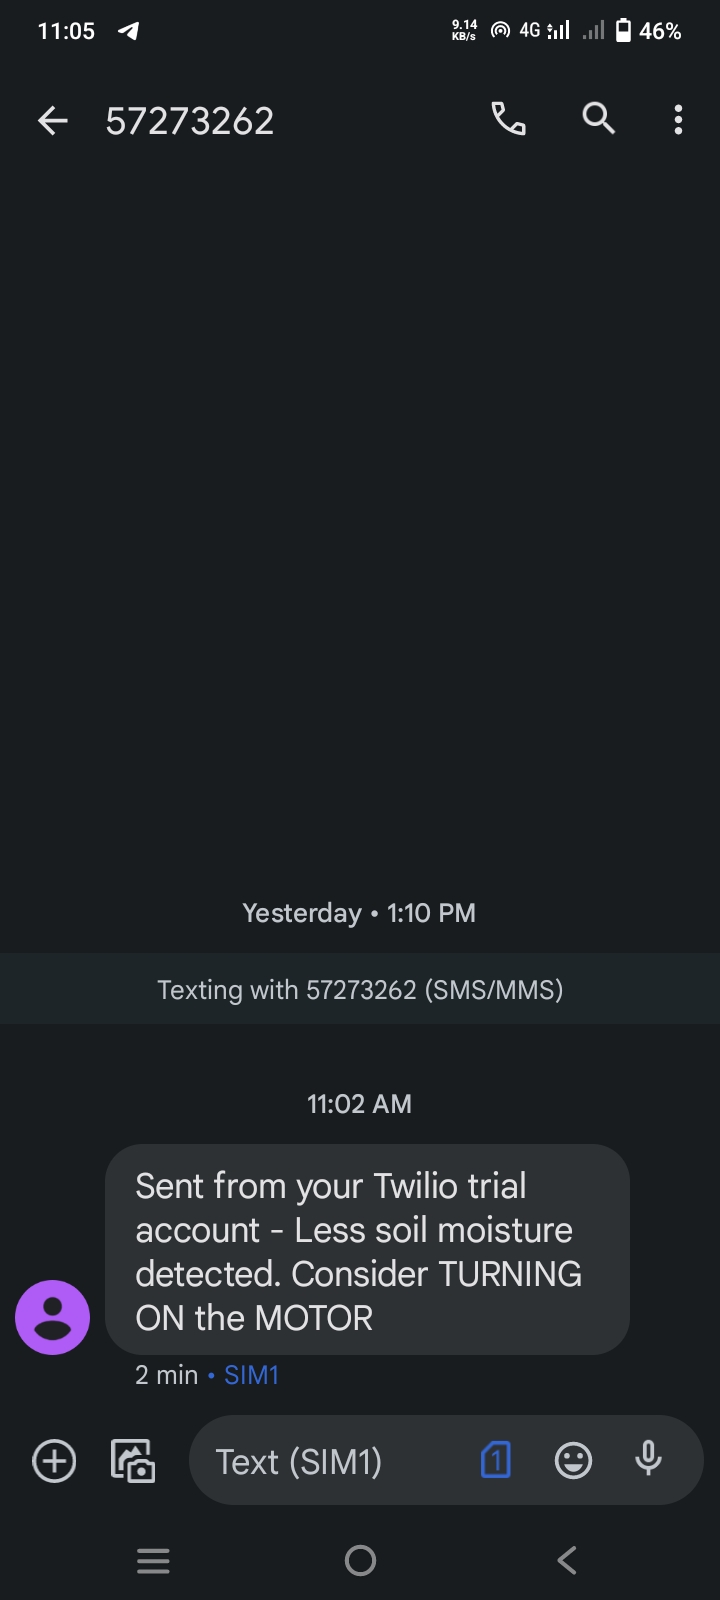 11:05 9.14 KB/s 4G 46%
57273262
Yesterday • 1:10 PM
Texting with 57273262 (SMS/MMS)
11:02 AM
Sent from your Twilio trial
account - Less soil moisture
detected. Consider TURNING
ON the MOTOR
2 min • SIM1
Text (SIM1) 1